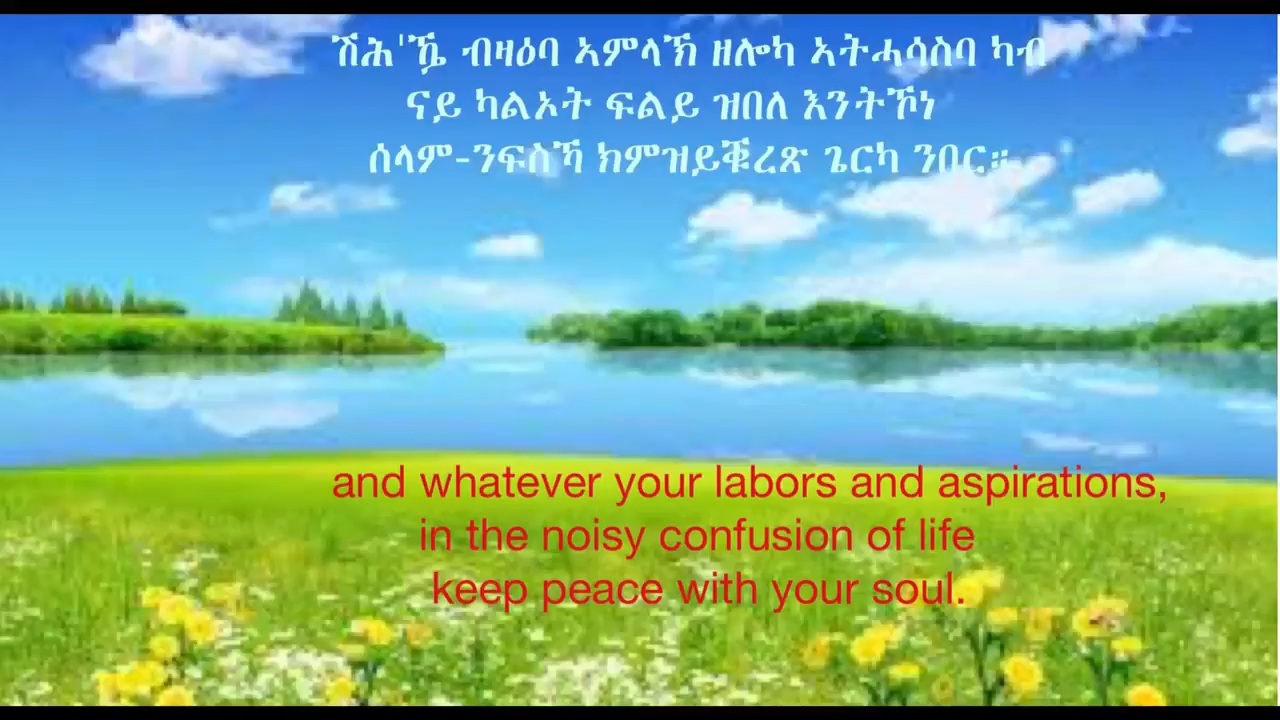 ሽሕ'ዃ ብዛዕባ ኣምላኽ ዘሎካ ኣትሓሳስባ ካብ
ናይ ካልኦት ፍልይ ዝበለ እንትኾነ
ሰላም-ንፍስኻ ክምዝይቑረጽ ጌርካ ንበር።
and whatever your labors and aspirations,
in the noisy confusion of life
keep peace with your soul.